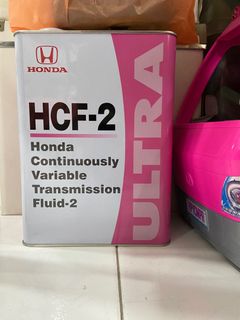 HONDA
HCF-2
Honda
Continuously
Variable
Transmission
Fluid-2
ULTRA